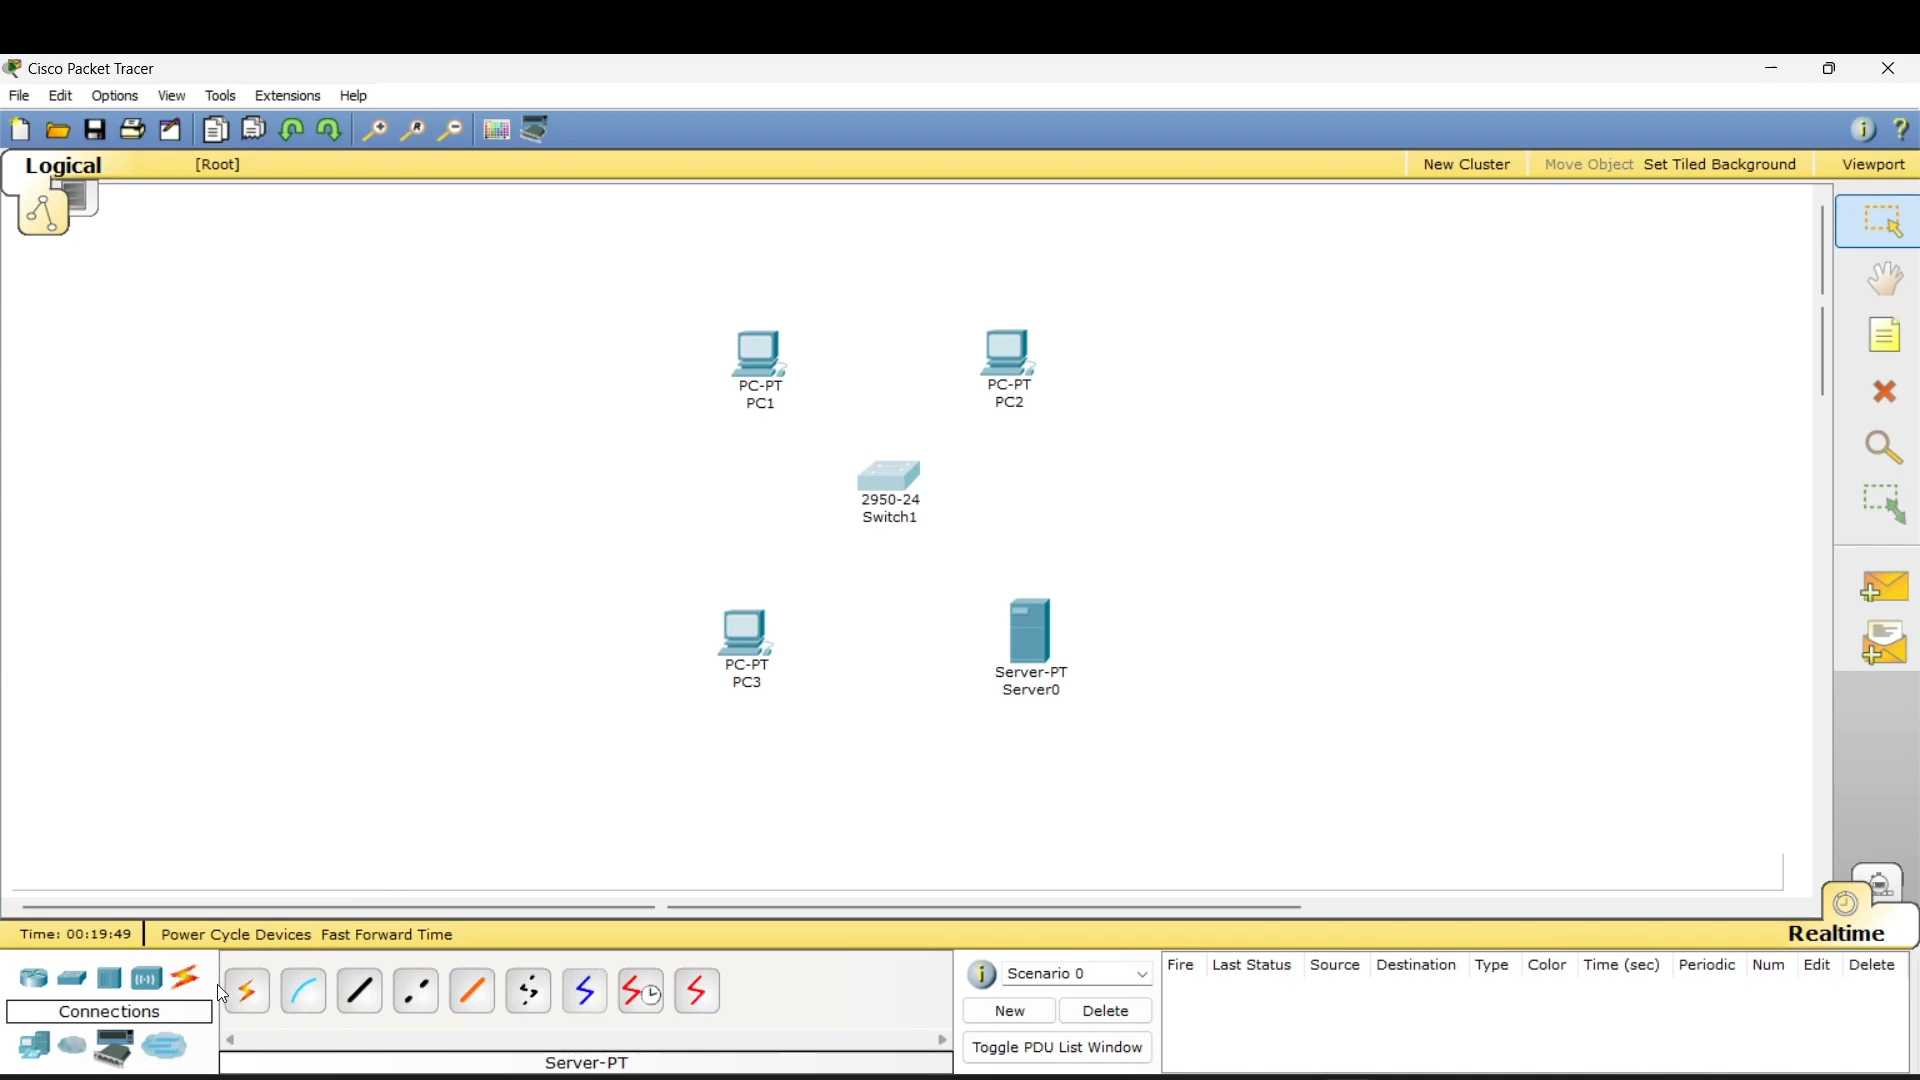 Cisco Packet Tracer
File Edit Options View Tools Extensions Help
Logical [Root] New Cluster Move Object Set Tiled Background Viewport
PC-PT
PC1
PC-PT
PC2
2950-24
Switch1
PC-PT
PC3
Server-PT
Server0
Time: 00:19:49 Power Cycle Devices Fast Forward Time Realtime
Connections
Server-PT
Scenario 0
New Delete
Toggle PDU List Window
Fire Last Status Source Destination Type Color Time (sec) Periodic Num Edit Delete